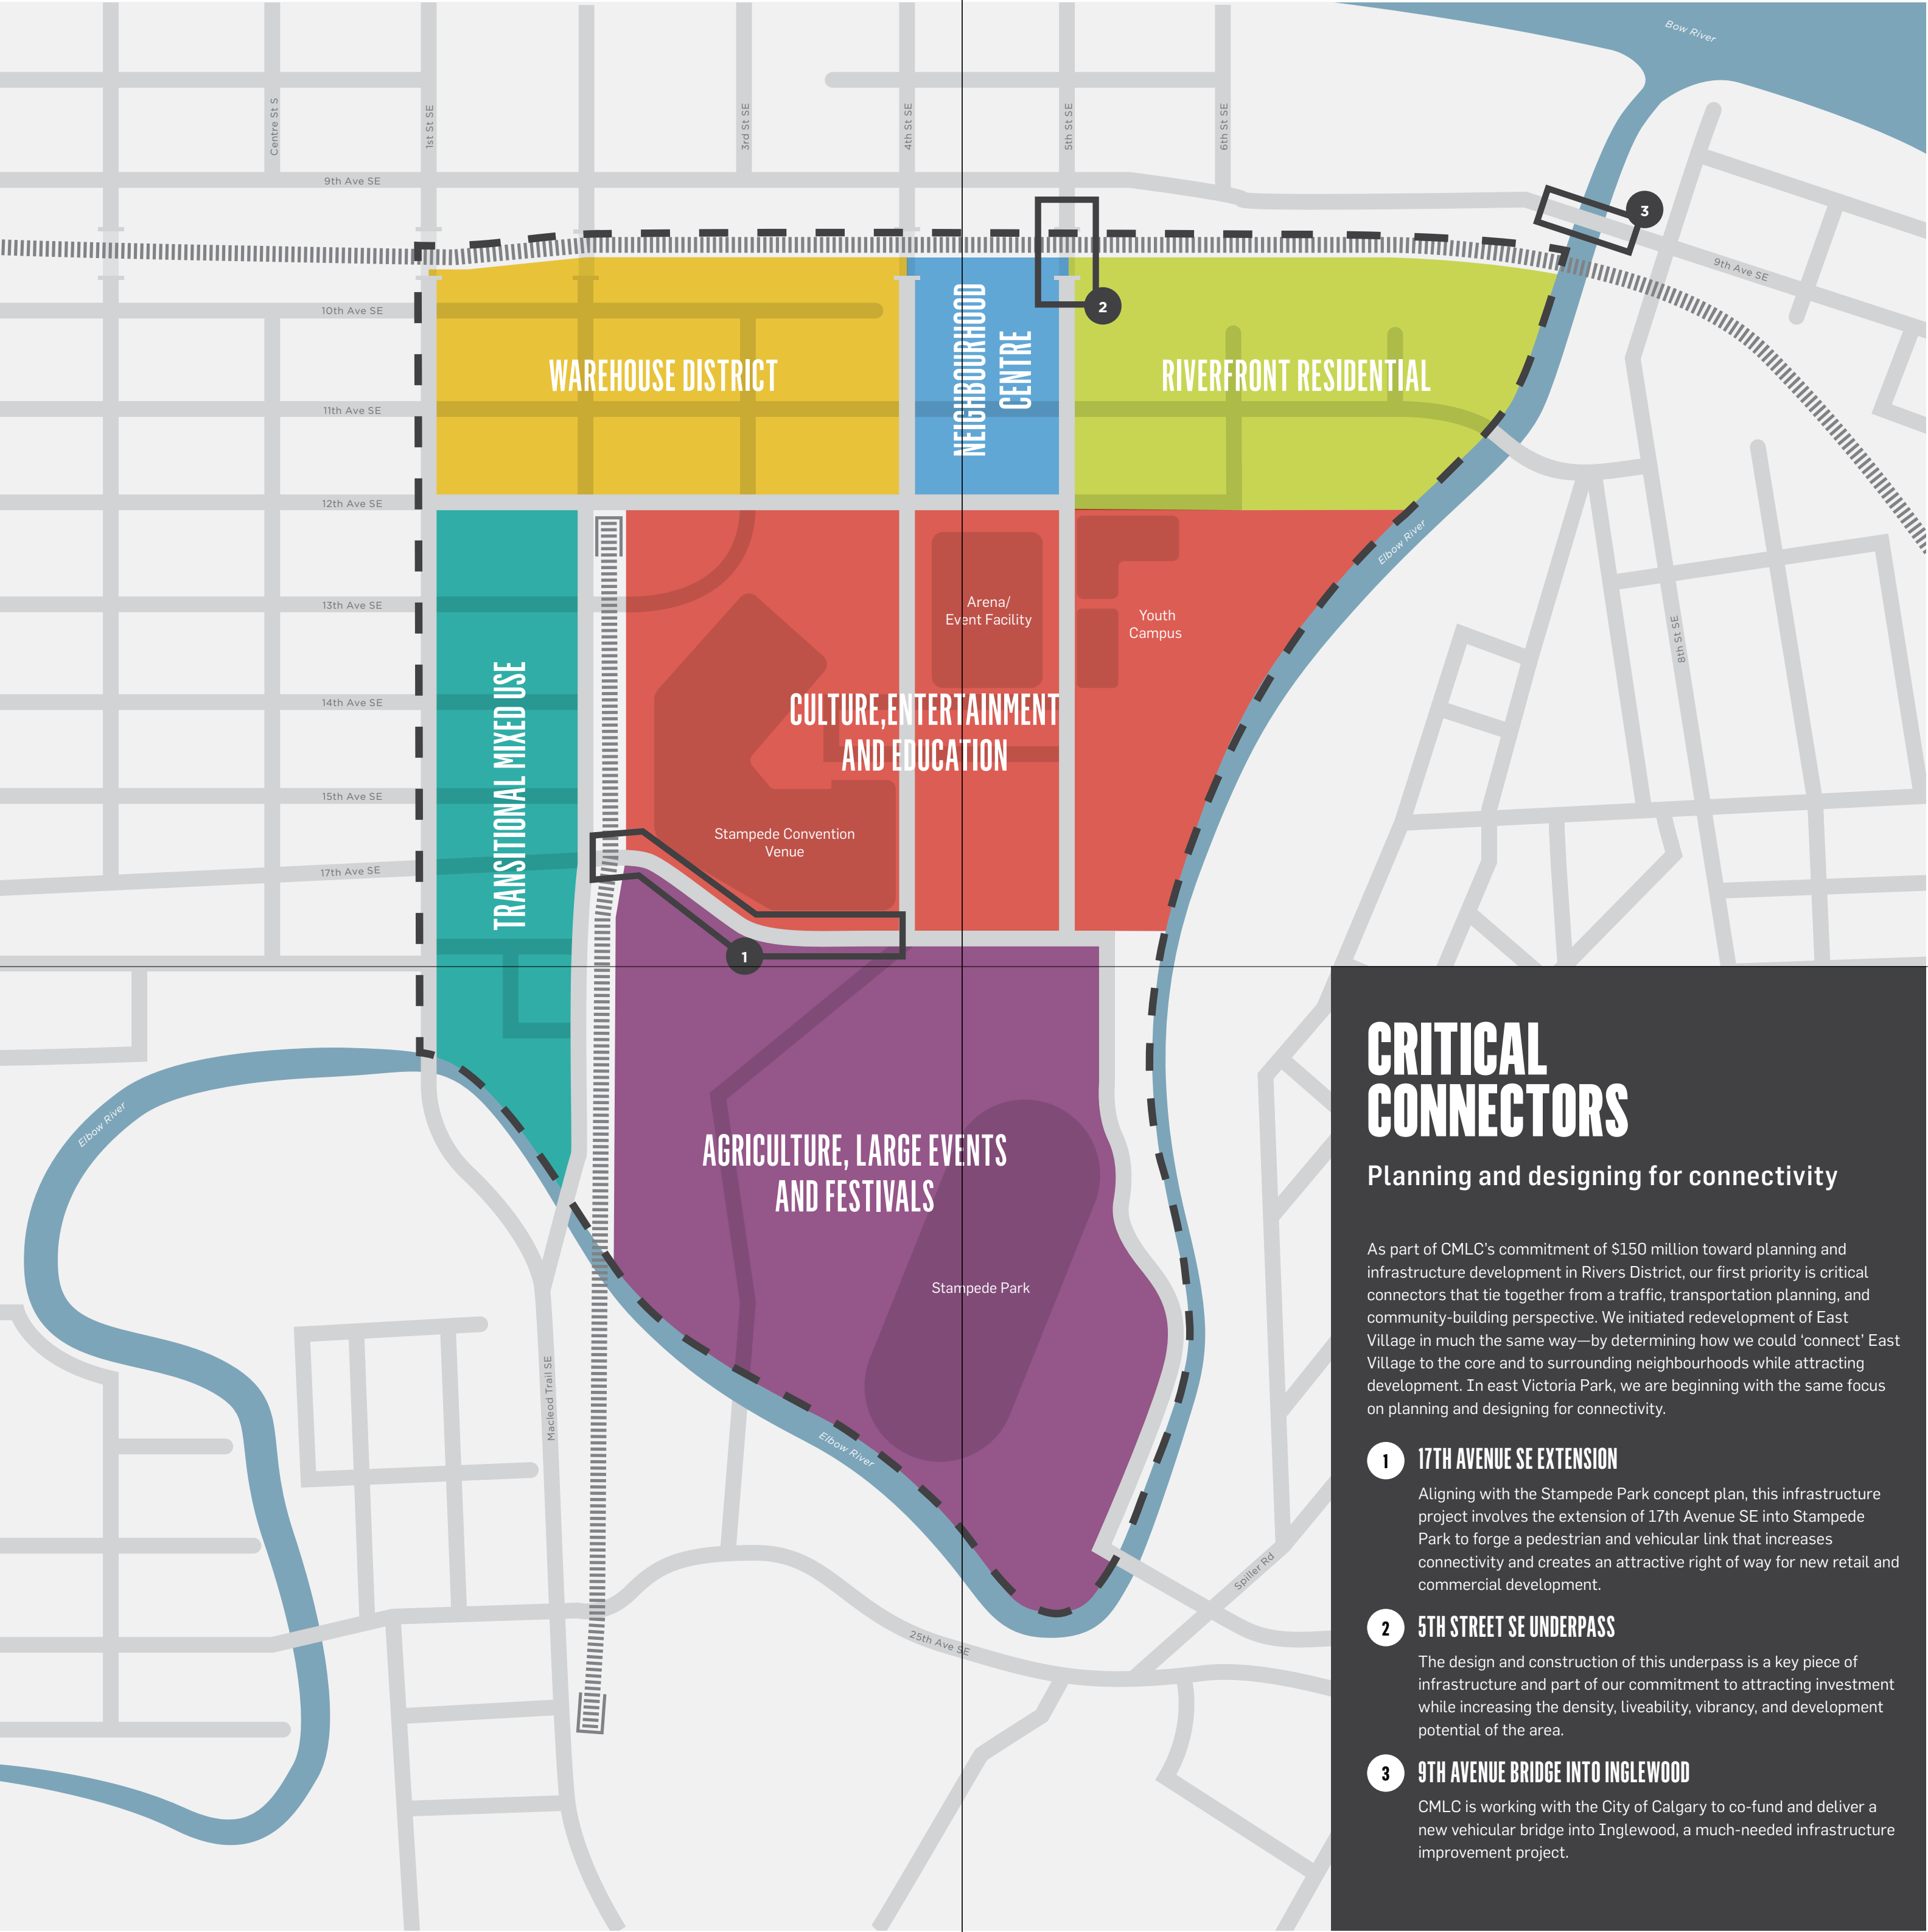 Bow River
Centre St S
1st St SE
3rd St SE
4th St SE
5th St SE
6th St SE
9th Ave SE
3
9th Ave SE
2
10th Ave SE
11th Ave SE
12th Ave SE
13th Ave SE
14th Ave SE
15th Ave SE
17th Ave SE
WAREHOUSE DISTRICT
NEIGHBOURHOOD
CENTRE
RIVERFRONT RESIDENTIAL
Elbow River
8th St SE
TRANSITIONAL MIXED USE
Arena/
Event Facility
Youth
Campus
CULTURE,ENTERTAINMENT
AND EDUCATION
Stampede Convention
Venue
1
Elbow River
AGRICULTURE, LARGE EVENTS
AND FESTIVALS
Stampede Park
Macleod Trail SE
Elbow River
25th Ave SE
Spiller Rd
CRITICAL
CONNECTORS
Planning and designing for connectivity
As part of CMLC's commitment of $150 million toward planning and
infrastructure development in Rivers District, our first priority is critical
connectors that tie together from a traffic, transportation planning, and
community-building perspective. We initiated redevelopment of East
Village in much the same way—by determining how we could ‘connect’ East
Village to the core and to surrounding neighbourhoods while attracting
development. In east Victoria Park, we are beginning with the same focus
on planning and designing for connectivity.
1 17TH AVENUE SE EXTENSION
Aligning with the Stampede Park concept plan, this infrastructure
project involves the extension of 17th Avenue SE into Stampede
Park to forge a pedestrian and vehicular link that increases
connectivity and creates an attractive right of way for new retail and
commercial development.
2 5TH STREET SE UNDERPASS
The design and construction of this underpass is a key piece of
infrastructure and part of our commitment to attracting investment
while increasing the density, liveability, vibrancy, and development
potential of the area.
3 9TH AVENUE BRIDGE INTO INGLEWOOD
CMLC is working with the City of Calgary to co-fund and deliver a
new vehicular bridge into Inglewood, a much-needed infrastructure
improvement project.